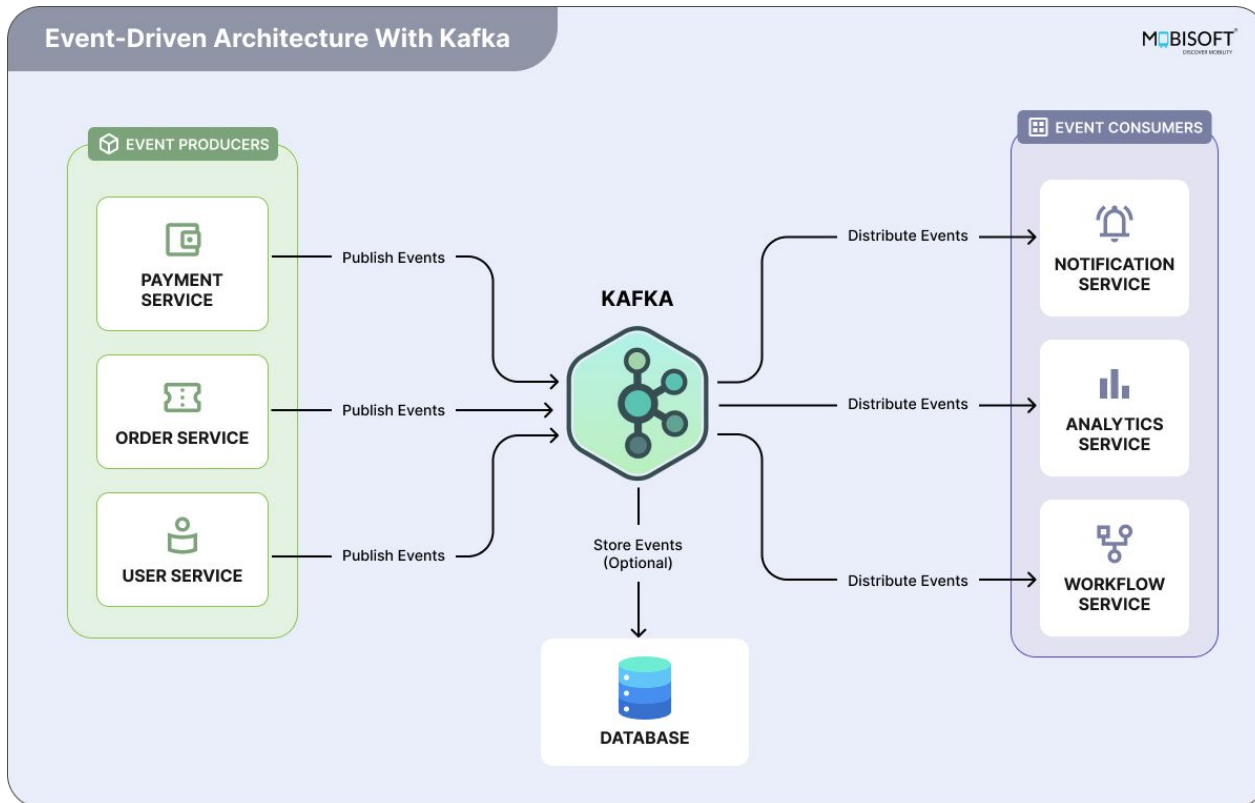 Event-Driven Architecture With Kafka
MOBISOFT
DISCOVER MOBILITY
EVENT PRODUCERS
PAYMENT
SERVICE
ORDER SERVICE
USER SERVICE
Publish Events
Publish Events
Publish Events
KAFKA
Store Events
(Optional)
DATABASE
Distribute Events
Distribute Events
Distribute Events
EVENT CONSUMERS
NOTIFICATION
SERVICE
ANALYTICS
SERVICE
WORKFLOW
SERVICE